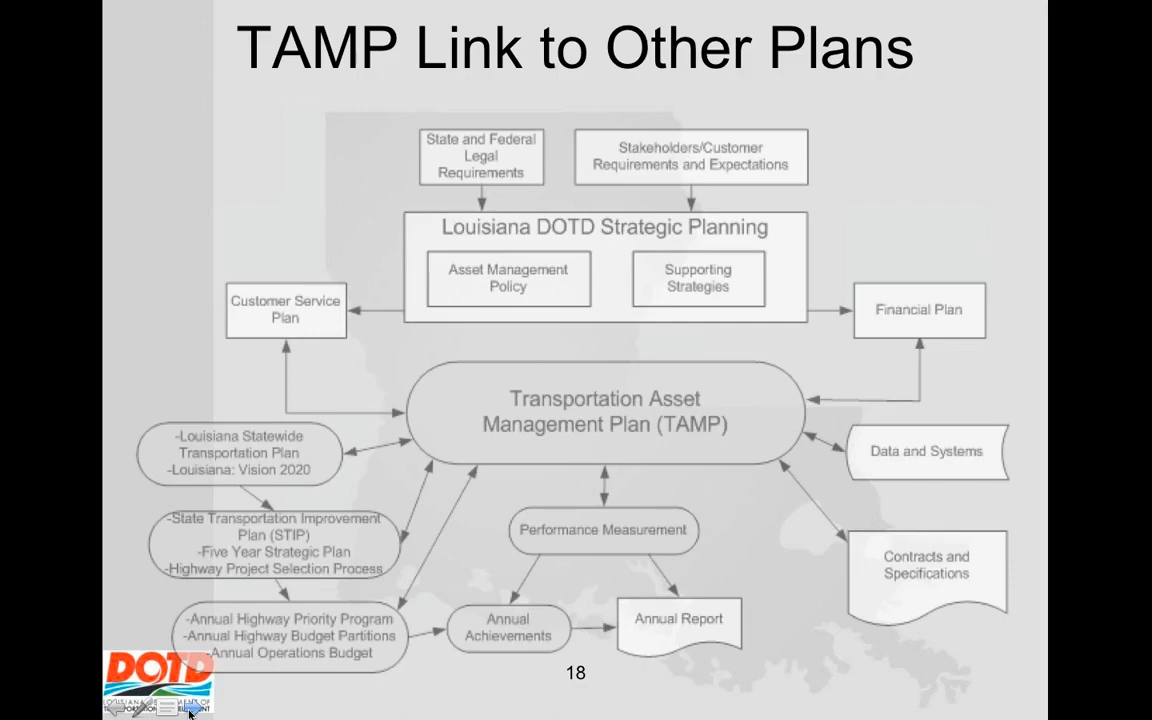 TAMP Link to Other Plans
State and Federal
Legal
Requirements
Stakeholders/Customer
Requirements and Expectations
Louisiana DOTD Strategic Planning
Asset Management
Policy
Supporting
Strategies
Customer Service
Plan
Financial Plan
Transportation Asset
Management Plan (TAMP)
-Louisiana Statewide
Transportation Plan
-Louisiana: Vision 2020
Data and Systems
-State Transportation Improvement
Plan (STIP)
-Five Year Strategic Plan
-Highway Project Selection Process
Performance Measurement
Contracts and
Specifications
-Annual Highway Priority Program
-Annual Highway Budget Partitions
-Annual Operations Budget
Annual
Achievements
Annual Report
DOTD
18